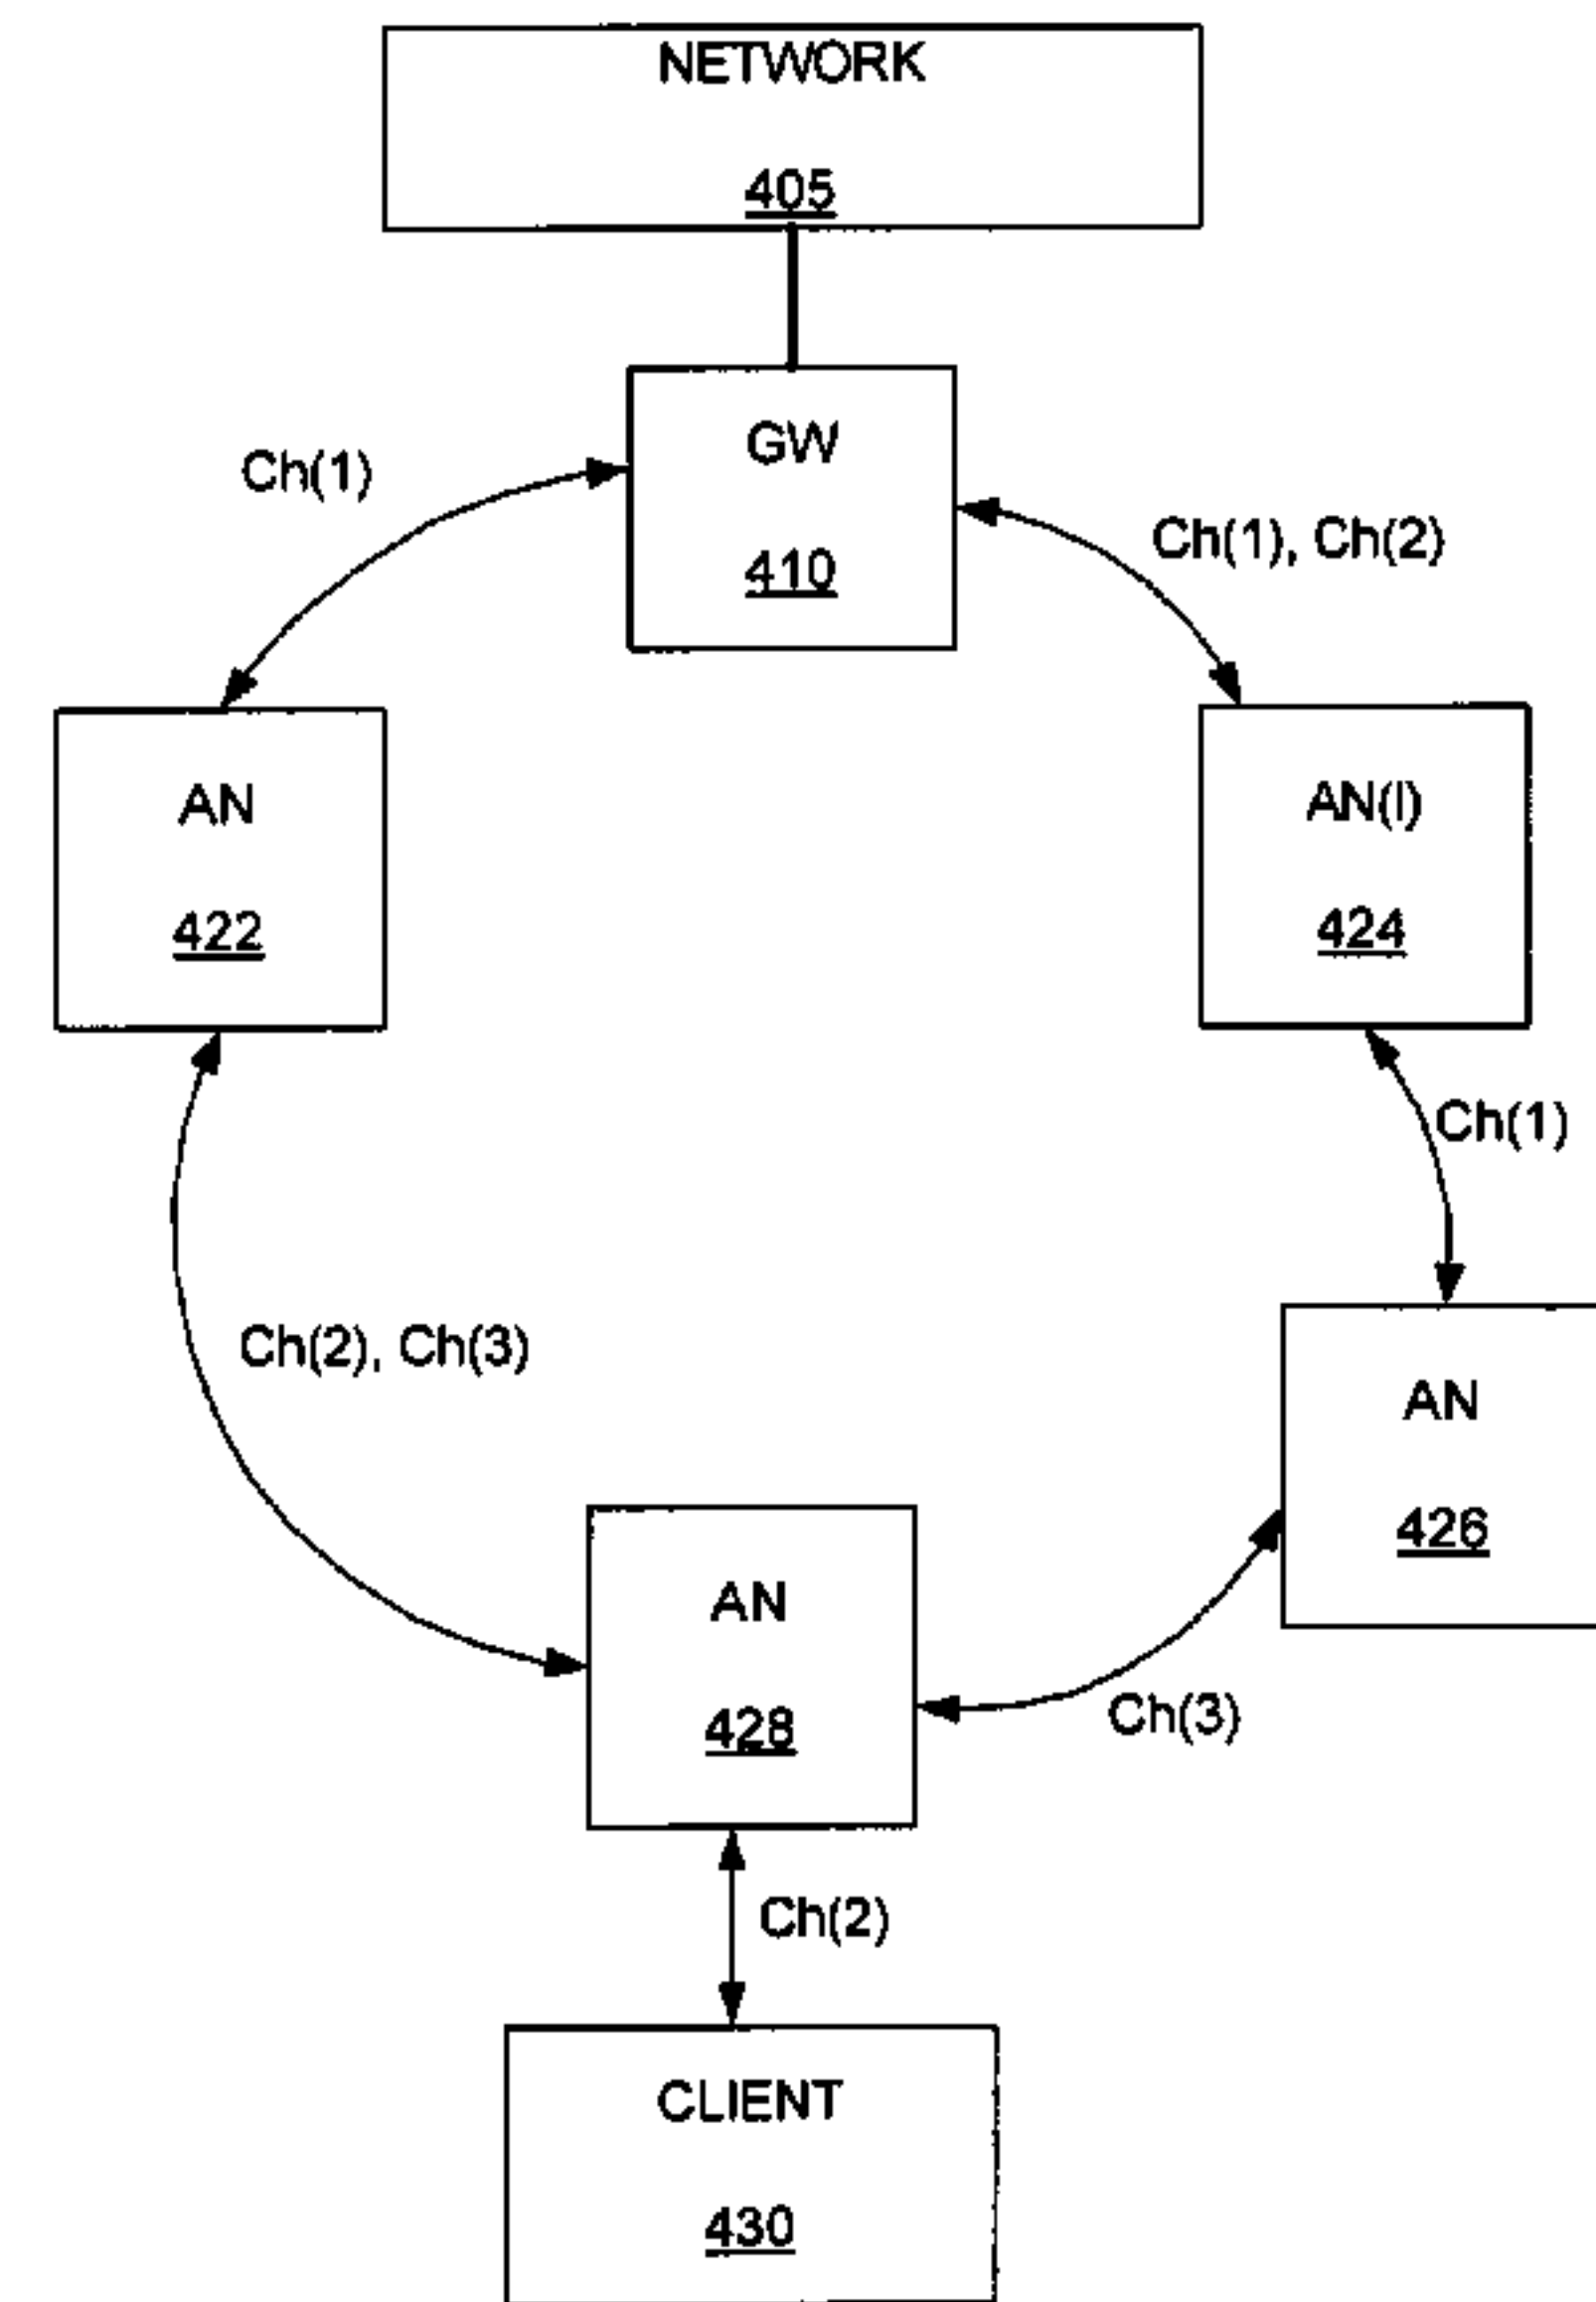 NETWORK
405
GW
410
Ch(1)
Ch(1), Ch(2)
AN
422
AN(I)
424
Ch(1)
Ch(2), Ch(3)
AN
426
AN
428
Ch(3)
Ch(2)
CLIENT
430